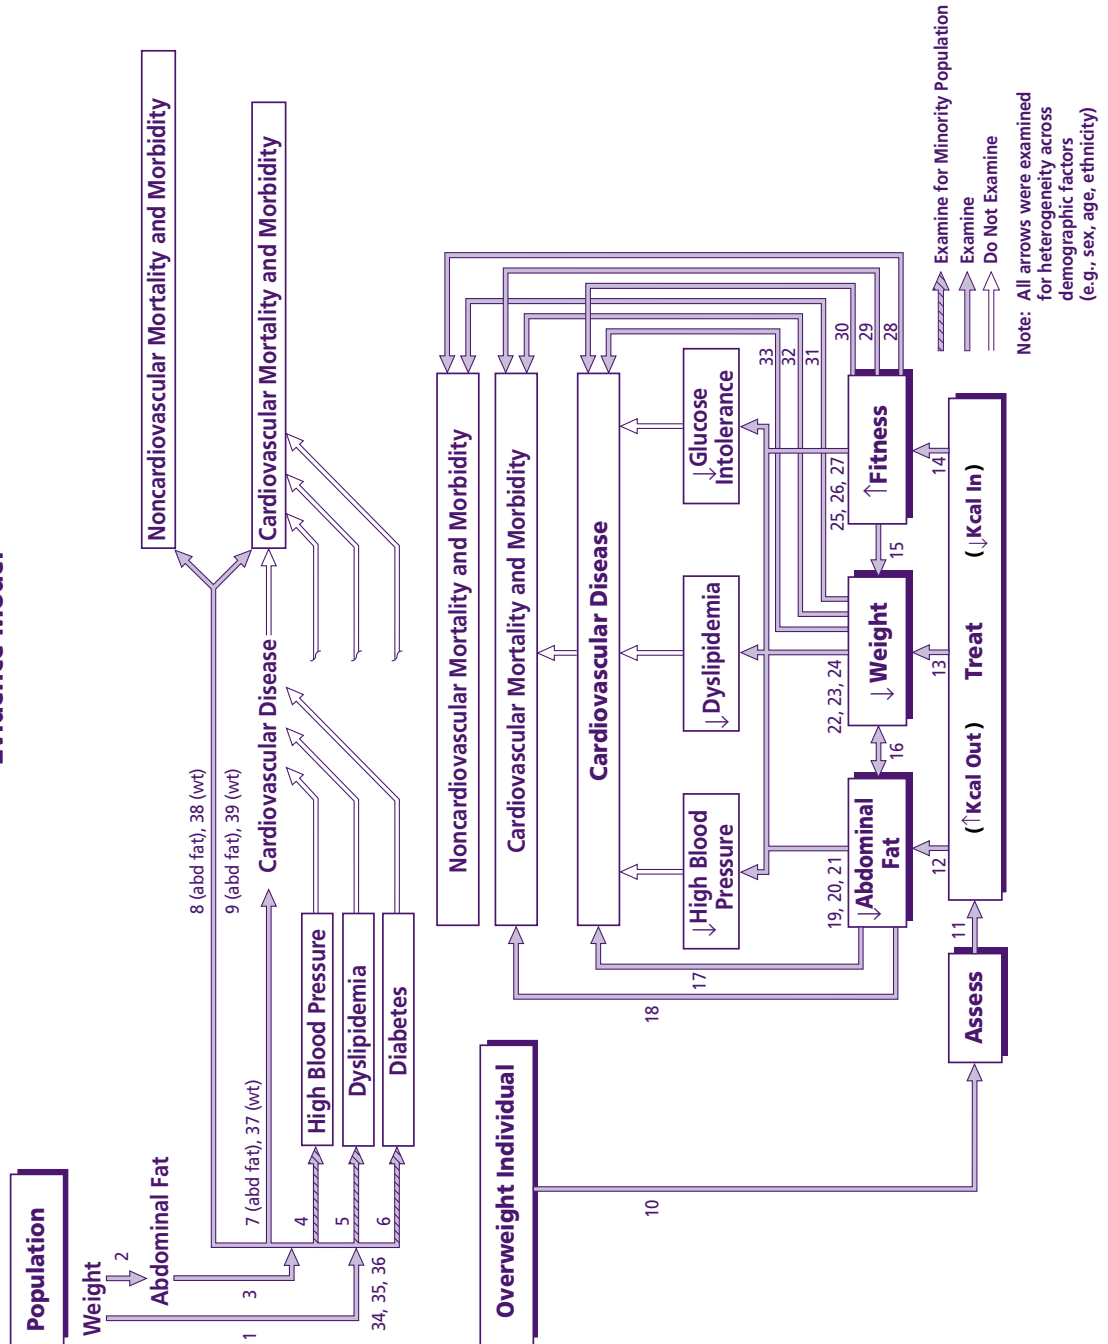 Population
Weight
2
Abdominal Fat
1
3
34, 35, 36
4
5
6
7 (abd fat), 37 (wt)
8 (abd fat), 38 (wt)
9 (abd fat), 39 (wt)
High Blood Pressure
Dyslipidemia
Diabetes
Cardiovascular Disease
Noncardiovascular Mortality and Morbidity
Cardiovascular Mortality and Morbidity
Overweight Individual
10
Assess
11
Noncardiovascular Mortality and Morbidity
Cardiovascular Mortality and Morbidity
Cardiovascular Disease
18
17
↓High Blood
Pressure
↓Dyslipidemia
↓Glucose
Intolerance
19, 20, 21
22, 23, 24
25, 26, 27
33
32
31
30
29
28
↓Abdominal
Fat
16
↓ Weight
15
↑Fitness
12
13
14
(↑Kcal Out)
Treat
(↓Kcal In)
Examine for Minority Population
Examine
Do Not Examine
Note: All arrows were examined
for heterogeneity across
demographic factors
(e.g., sex, age, ethnicity)